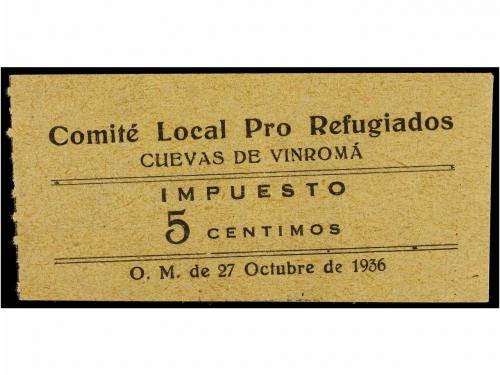 Comité Local Pro Refugiados
CUEVAS DE VINROMÁ
IMPUESTO
5 CENTIMOS
O. M. de 27 Octubre de 1936